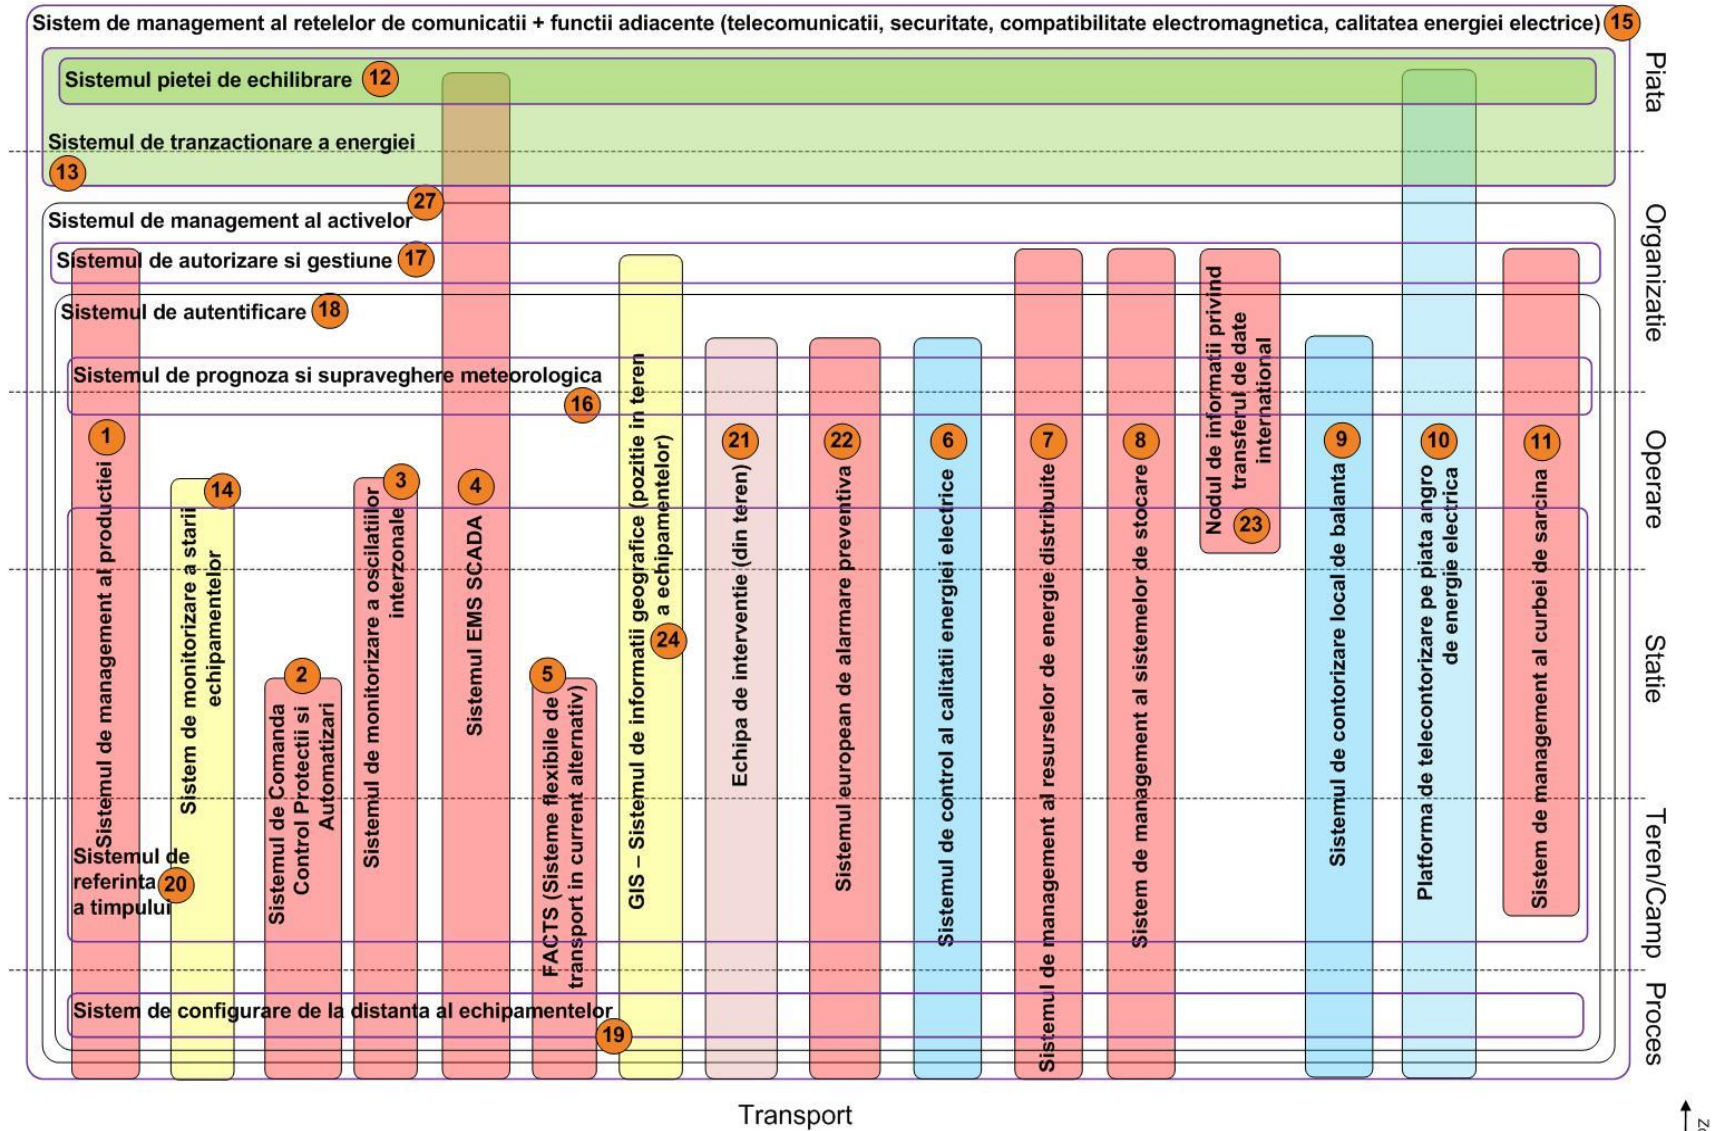 Sistem de management al retelelor de comunicatii + functii adiacente (telecomunicatii, securitate, compatibilitate electromagnetica, calitatea energiei electrice) 15
Sistemul pietei de echilibrare 12
Sistemul de tranzactionare a energiei
13
27
Sistemul de management al activelor
Sistemul de autorizare si gestiune 17
Sistemul de autentificare 18
Sistemul de prognoza si supraveghere meteorologica
16
1
Sistemul de management al productiei
14
Sistem de monitorizare a starii
echipamentelor
2
Sistemul de Comanda
Control Protectii si
Automatizari
3
Sistemul de monitorizare a oscilatiilor
interzonale
4
Sistemul EMS SCADA
5
FACTS (Sisteme flexibile de
transport in curent alternativ)
GIS – Sistemul de informatii geografice (pozitie in teren
a echipamentelor)
24
21
Echipa de interventie (din teren)
22
Sistemul european de alarmare preventiva
6
Sistemul de control al calitatii energiei electrice
7
Sistemul de management al resurselor de energie distribuite
8
Sistem de management al sistemelor de stocare
Nodul de informatii privind
transferul de date
international
23
9
Sistemul de contorizare local de balanta
10
Platforma de telecontorizare pe piata angro
de energie electrica
11
Sistem de management al curbei de sarcina
Sistemul de
referinta 20
a timpului
Sistem de configurare de la distanta al echipamentelor
19
Piata
Organizatie
Operare
Statie
Teren/Camp
Proces
Transport